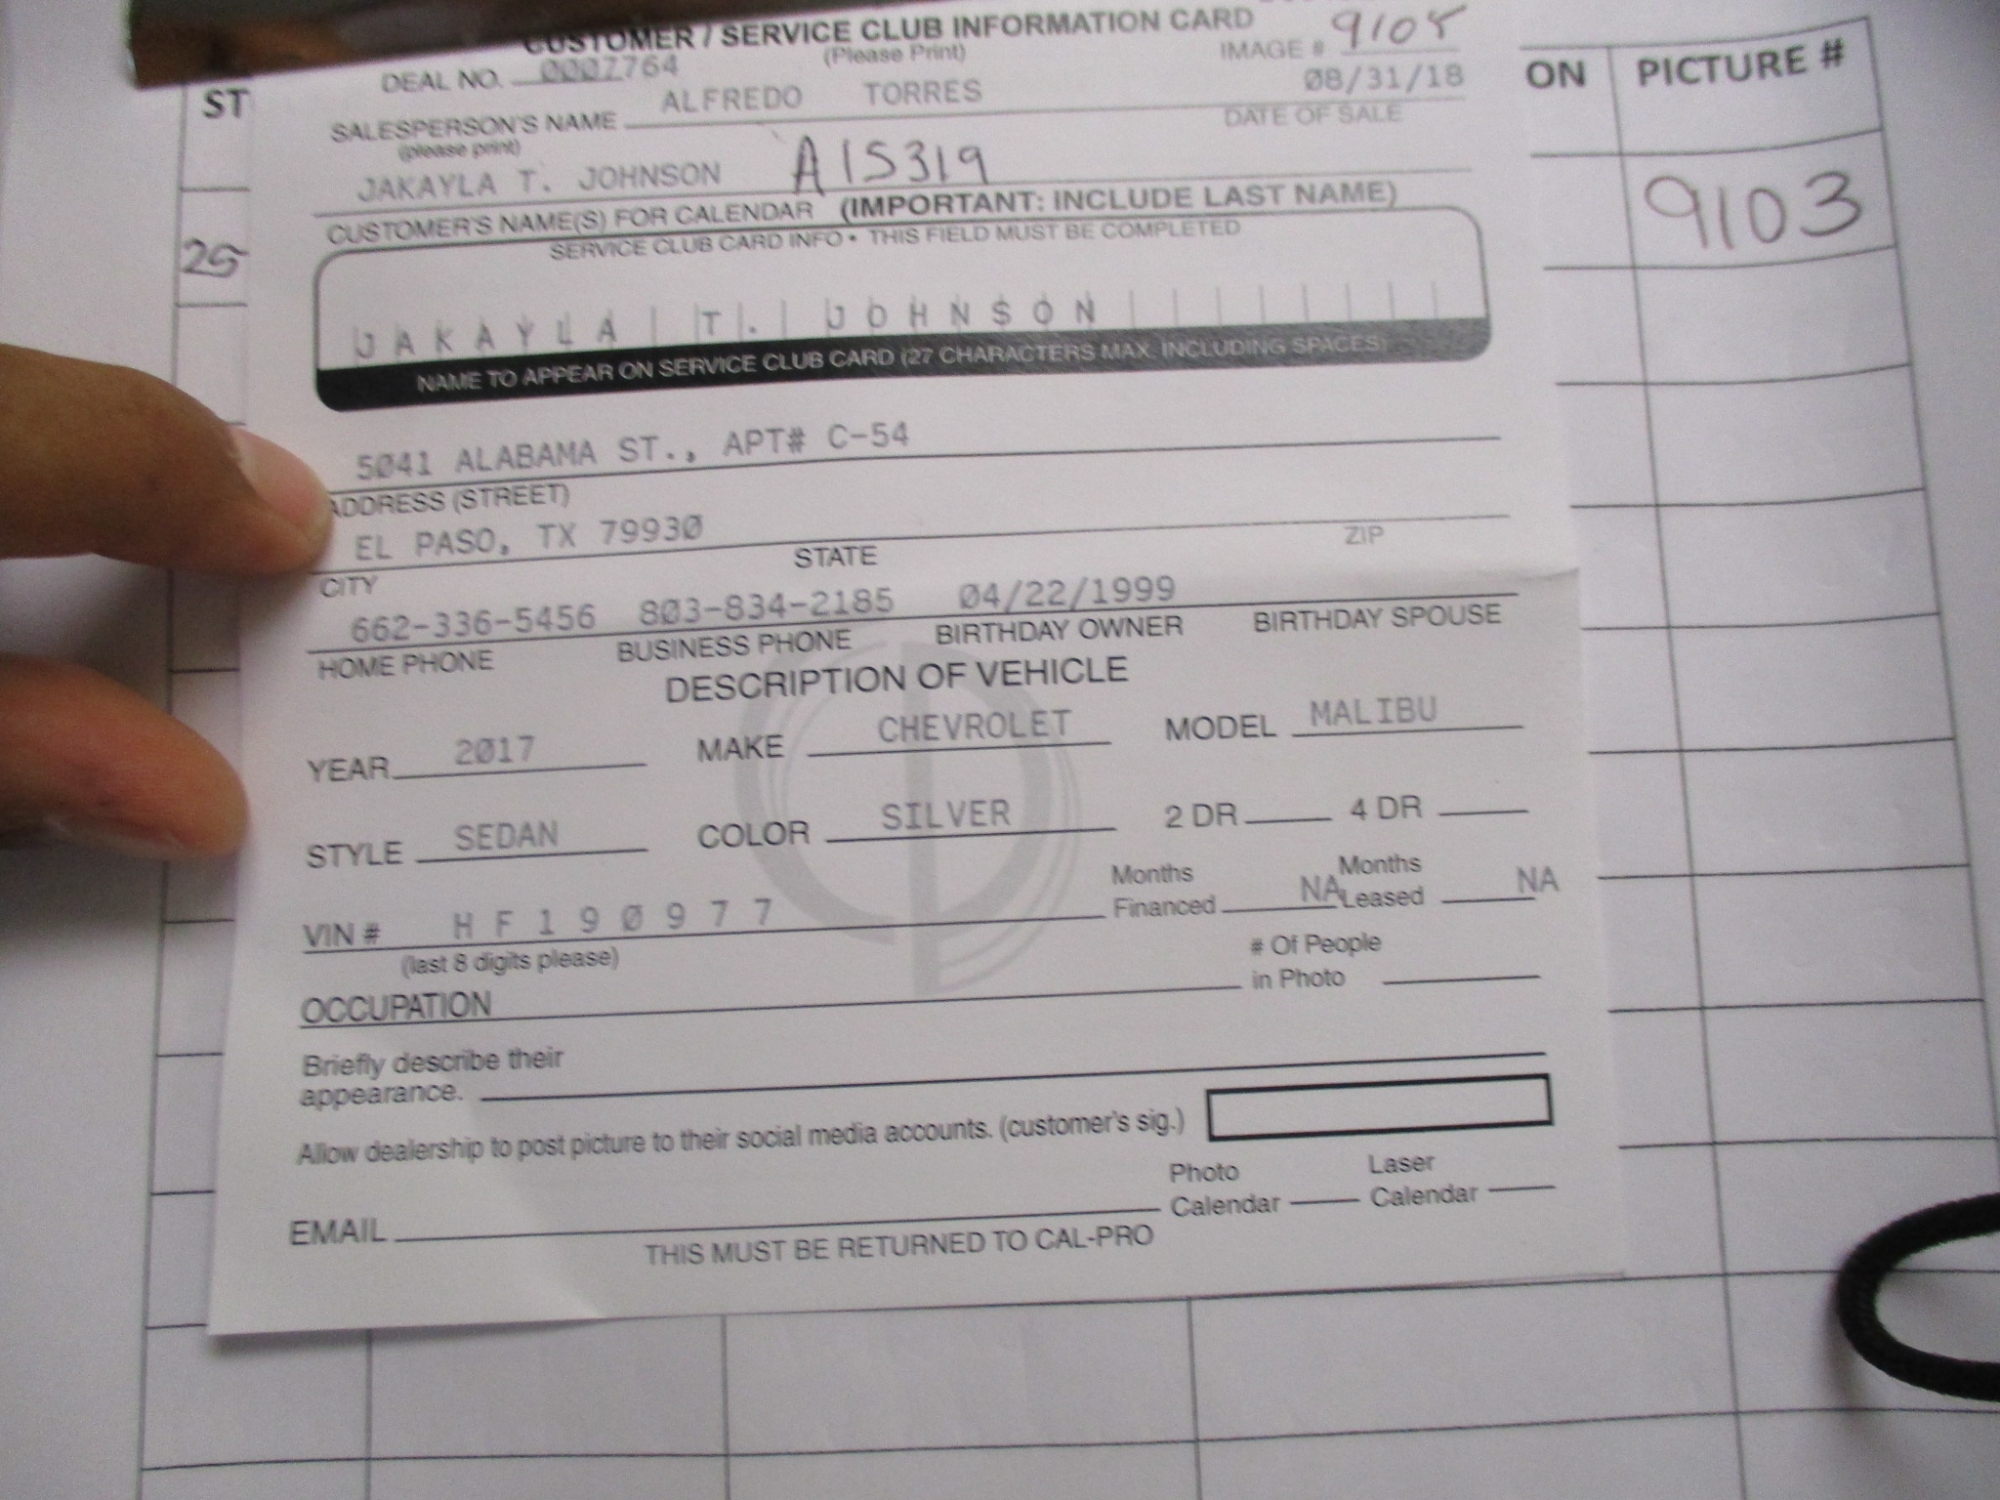 CUSTOMER / SERVICE CLUB INFORMATION CARD
(Please Print)
DEAL NO. 0007764
IMAGE # 9105
SALESPERSON'S NAME ALFREDO TORRES
(please print)
08/31/18
DATE OF SALE
JAKAYLA T. JOHNSON A15319
CUSTOMER'S NAME(S) FOR CALENDAR (IMPORTANT: INCLUDE LAST NAME)
SERVICE CLUB CARD INFO • THIS FIELD MUST BE COMPLETED
JAKAYLA T. JOHNSON
NAME TO APPEAR ON SERVICE CLUB CARD (27 CHARACTERS MAX. INCLUDING SPACES)
5041 ALABAMA ST., APT# C-54
ADDRESS (STREET)
EL PASO, TX 79930
CITY STATE ZIP
662-336-5456 803-834-2185 04/22/1999
HOME PHONE BUSINESS PHONE BIRTHDAY OWNER BIRTHDAY SPOUSE
DESCRIPTION OF VEHICLE
YEAR 2017 MAKE CHEVROLET MODEL MALIBU
STYLE SEDAN COLOR SILVER 2 DR 4 DR
VIN # HF190977
(last 8 digits please)
Months Financed NA Months Leased NA
OCCUPATION
# Of People in Photo
Briefly describe their
appearance.
Allow dealership to post picture to their social media accounts. (customer's sig.)
EMAIL
Photo Calendar Laser Calendar
THIS MUST BE RETURNED TO CAL-PRO
ST
25
ON PICTURE #
9103